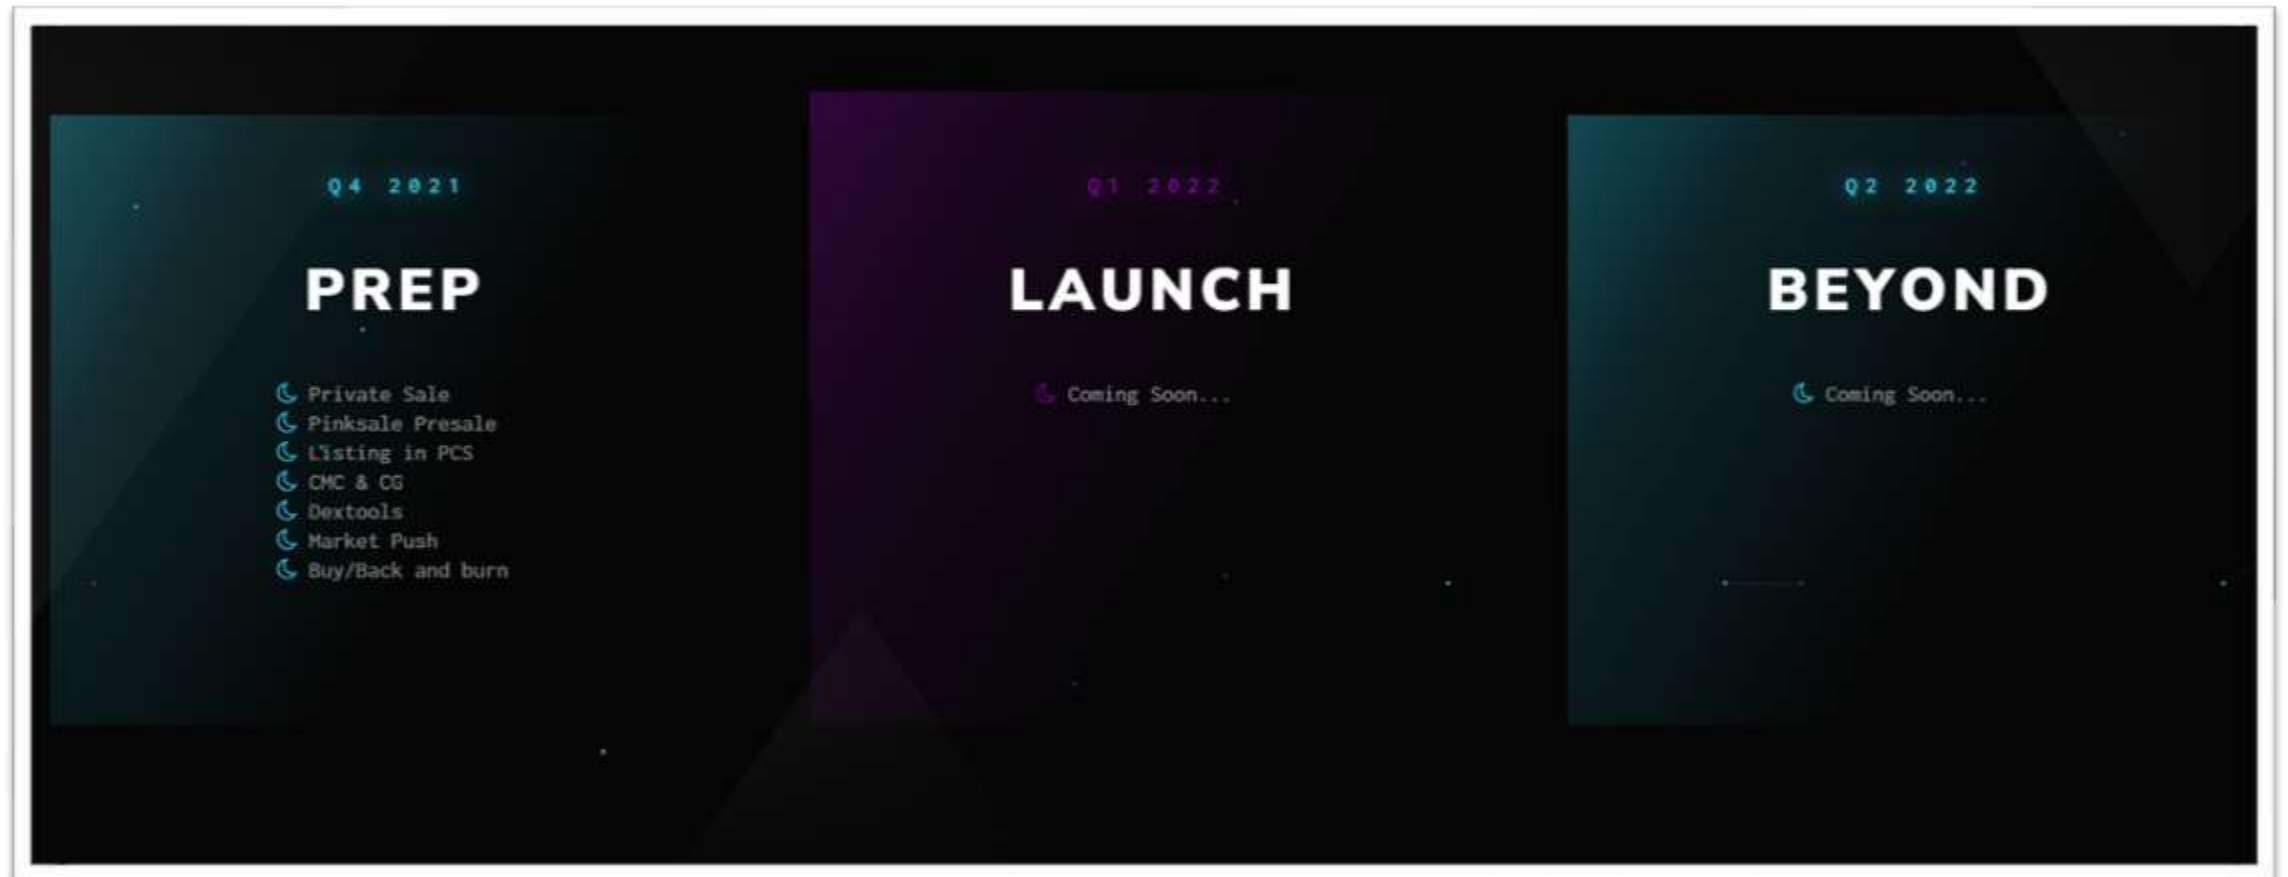 Q4 2021
PREP
Private Sale
Pinksale Presale
Listing in PCS
CMC & CG
Dextools
Market Push
Buy/Back and burn
Q1 2022
LAUNCH
Coming Soon...
Q2 2022
BEYOND
Coming Soon...